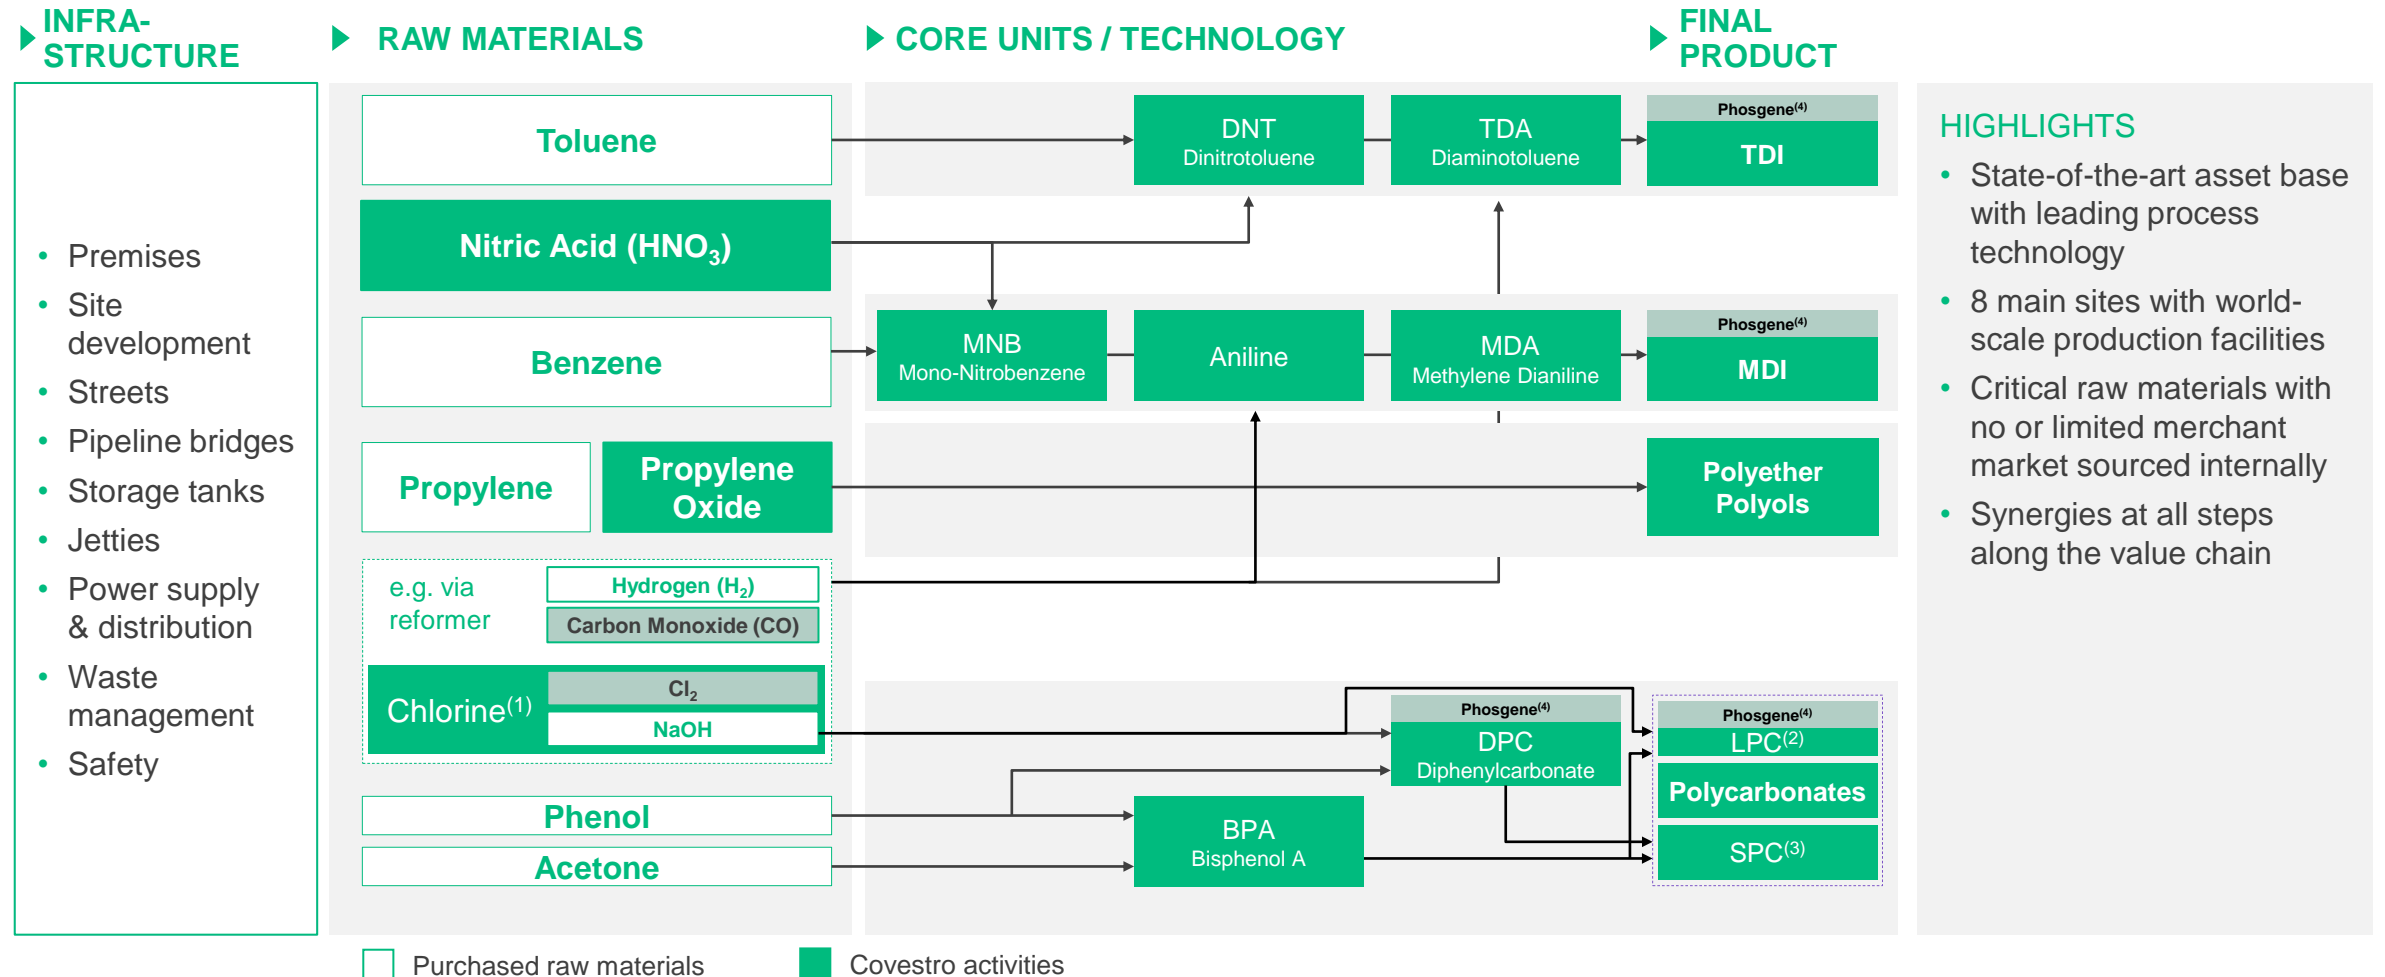 INFRA-
STRUCTURE
RAW MATERIALS
CORE UNITS / TECHNOLOGY
FINAL
PRODUCT
• Premises
• Site
development
• Streets
• Pipeline bridges
• Storage tanks
• Jetties
• Power supply
& distribution
• Waste
management
• Safety
Toluene
Nitric Acid (HNO₃)
Benzene
Propylene
Propylene
Oxide
e.g. via
reformer
Hydrogen (H₂)
Carbon Monoxide (CO)
Chlorine⁽¹⁾
Cl₂
NaOH
Phenol
Acetone
DNT
Dinitrotoluene
TDA
Diaminotoluene
Phosgene⁽⁴⁾
TDI
MNB
Mono-Nitrobenzene
Aniline
MDA
Methylene Dianiline
Phosgene⁽⁴⁾
MDI
Polyether
Polyols
Phosgene⁽⁴⁾
DPC
Diphenylcarbonate
BPA
Bisphenol A
Phosgene⁽⁴⁾
LPC⁽²⁾
Polycarbonates
SPC⁽³⁾
HIGHLIGHTS
• State-of-the-art asset base
with leading process
technology
• 8 main sites with world-
scale production facilities
• Critical raw materials with
no or limited merchant
market sourced internally
• Synergies at all steps
along the value chain
Purchased raw materials
Covestro activities